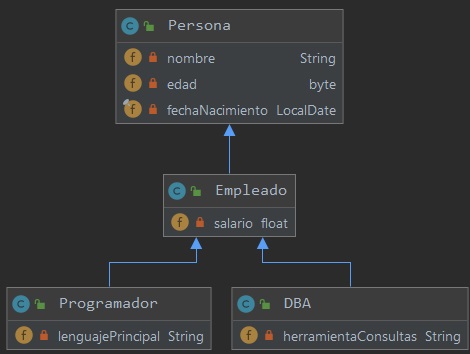 Persona
nombre String
edad byte
fechaNacimiento LocalDate
Empleado
salario float
Programador
lenguajePrincipal String
DBA
herramientaConsultas String